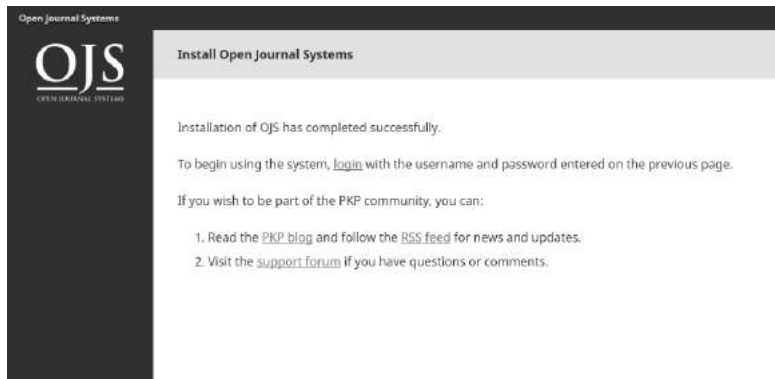 Open Journal Systems
OJS
OPEN JOURNAL SYSTEMS
Install Open Journal Systems
Installation of OJS has completed successfully.
To begin using the system, login with the username and password entered on the previous page.
If you wish to be part of the PKP community, you can:
1. Read the PKP blog and follow the RSS feed for news and updates.
2. Visit the support forum if you have questions or comments.